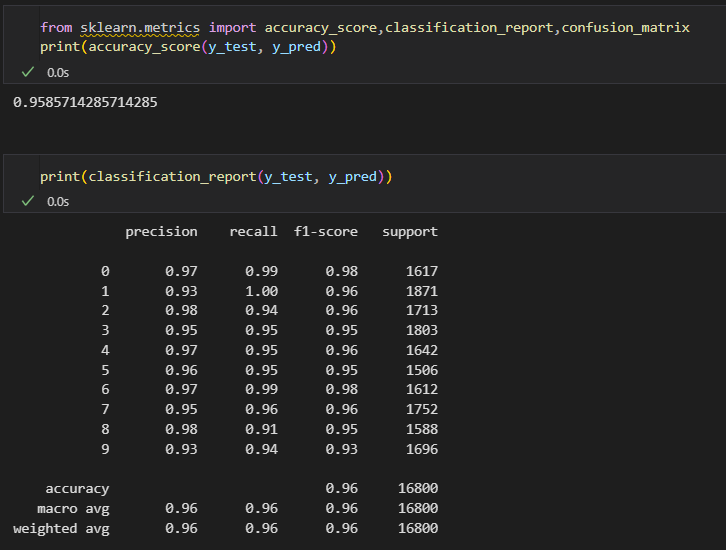 from sklearn.metrics import accuracy_score,classification_report,confusion_matrix
print(accuracy_score(y_test, y_pred))
0.0s
0.9585714285714285
print(classification_report(y_test, y_pred))
0.0s
precision recall f1-score support
0 0.97 0.99 0.98 1617
1 0.93 1.00 0.96 1871
2 0.98 0.94 0.96 1713
3 0.95 0.95 0.95 1803
4 0.97 0.95 0.96 1642
5 0.96 0.95 0.95 1506
6 0.97 0.99 0.98 1612
7 0.95 0.96 0.96 1752
8 0.98 0.91 0.95 1588
9 0.93 0.94 0.93 1696
accuracy 0.96 16800
macro avg 0.96 0.96 0.96 16800
weighted avg 0.96 0.96 0.96 16800